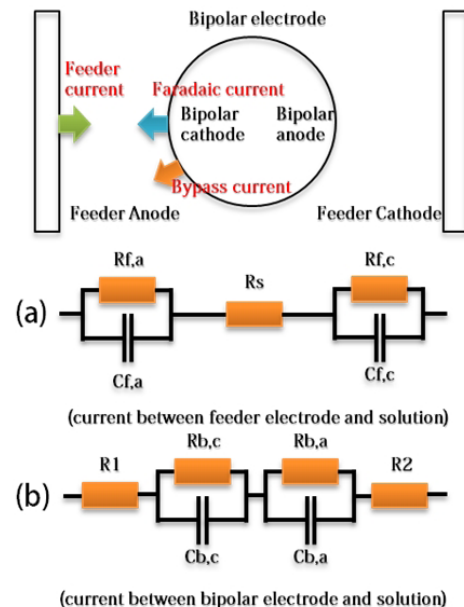 Bipolar electrode
Feeder
current
Faradaic current
Bipolar
cathode
Bipolar
anode
Bypass current
Feeder Anode
Feeder Cathode
Rf,a
Rs
Rf,c
(a)
Cf,a
Cf,c
(current between feeder electrode and solution)
Rb,c
Rb,a
R1
R2
(b)
Cb,c
Cb,a
(current between bipolar electrode and solution)